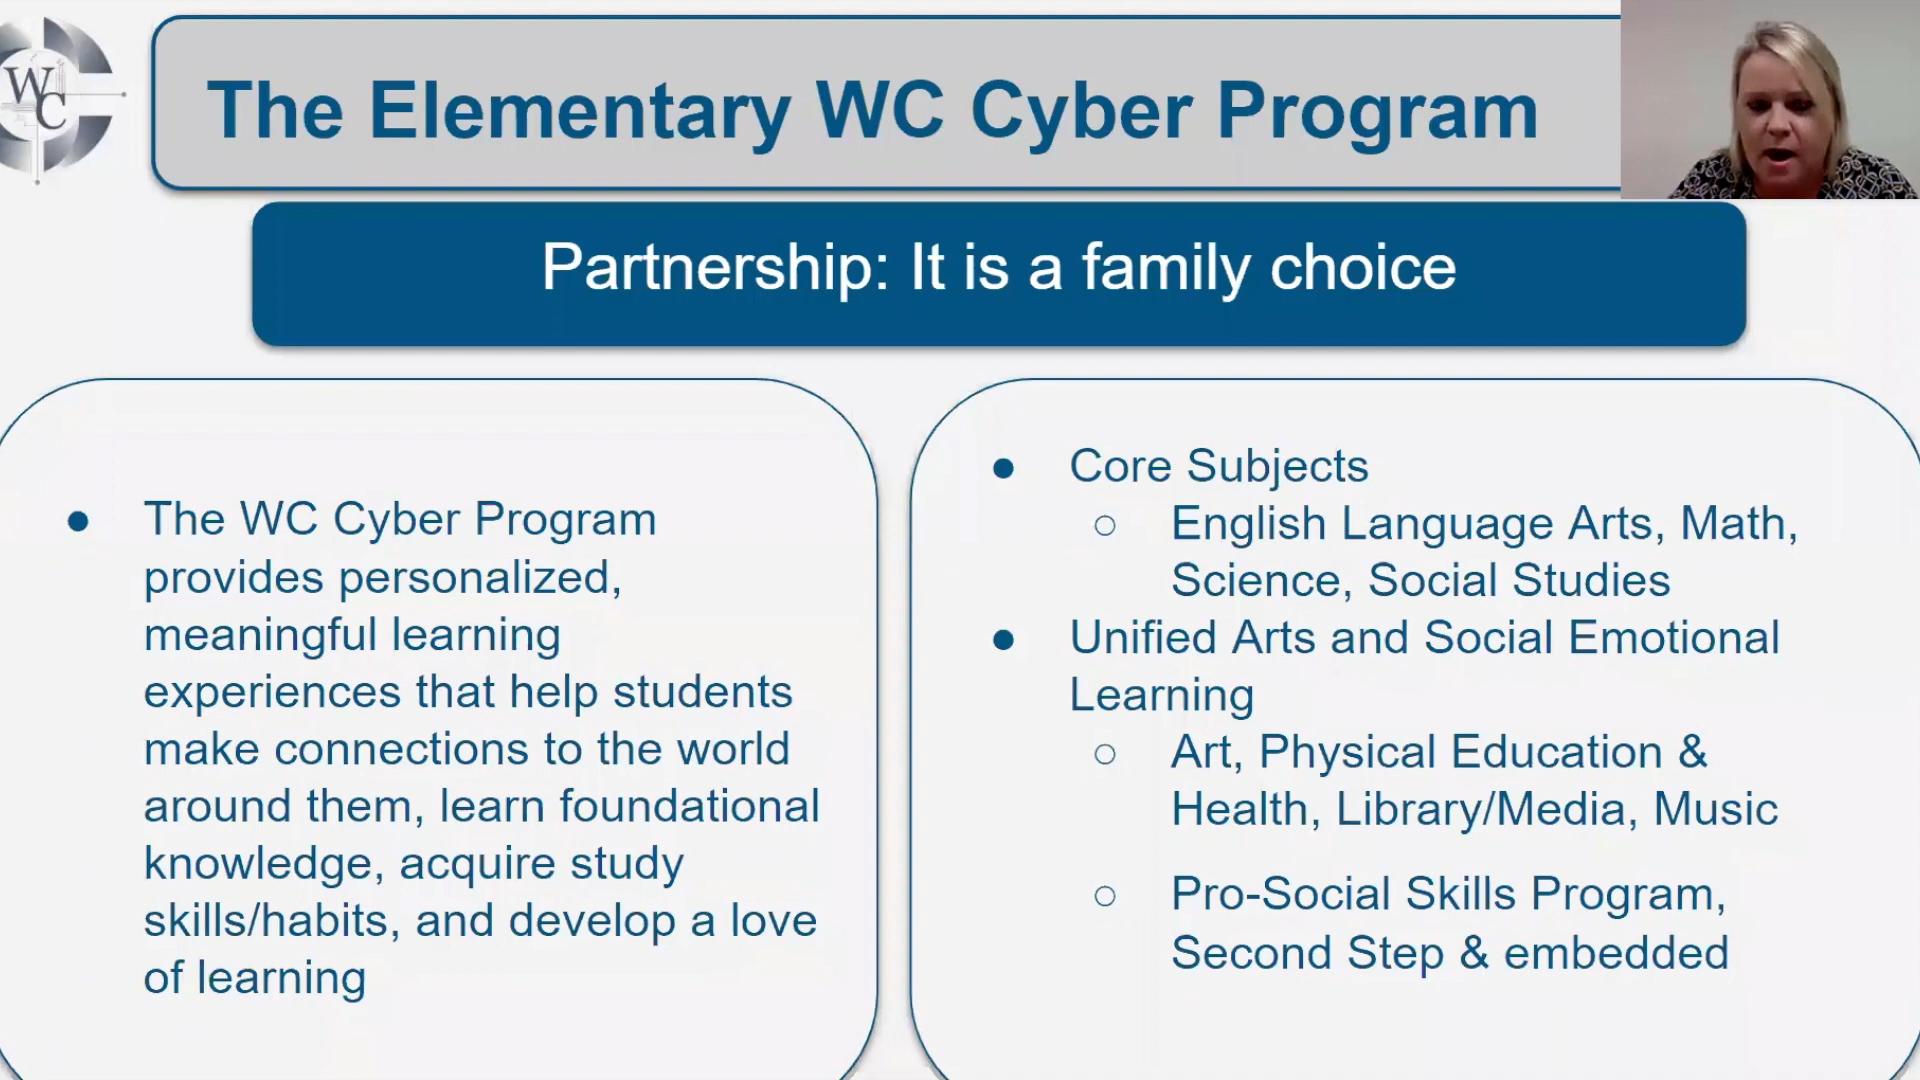 WC
The Elementary WC Cyber Program
Partnership: It is a family choice
● The WC Cyber Program
provides personalized,
meaningful learning
experiences that help students
make connections to the world
around them, learn foundational
knowledge, acquire study
skills/habits, and develop a love
of learning
● Core Subjects
○ English Language Arts, Math,
Science, Social Studies
● Unified Arts and Social Emotional
Learning
○ Art, Physical Education &
Health, Library/Media, Music
○ Pro-Social Skills Program,
Second Step & embedded